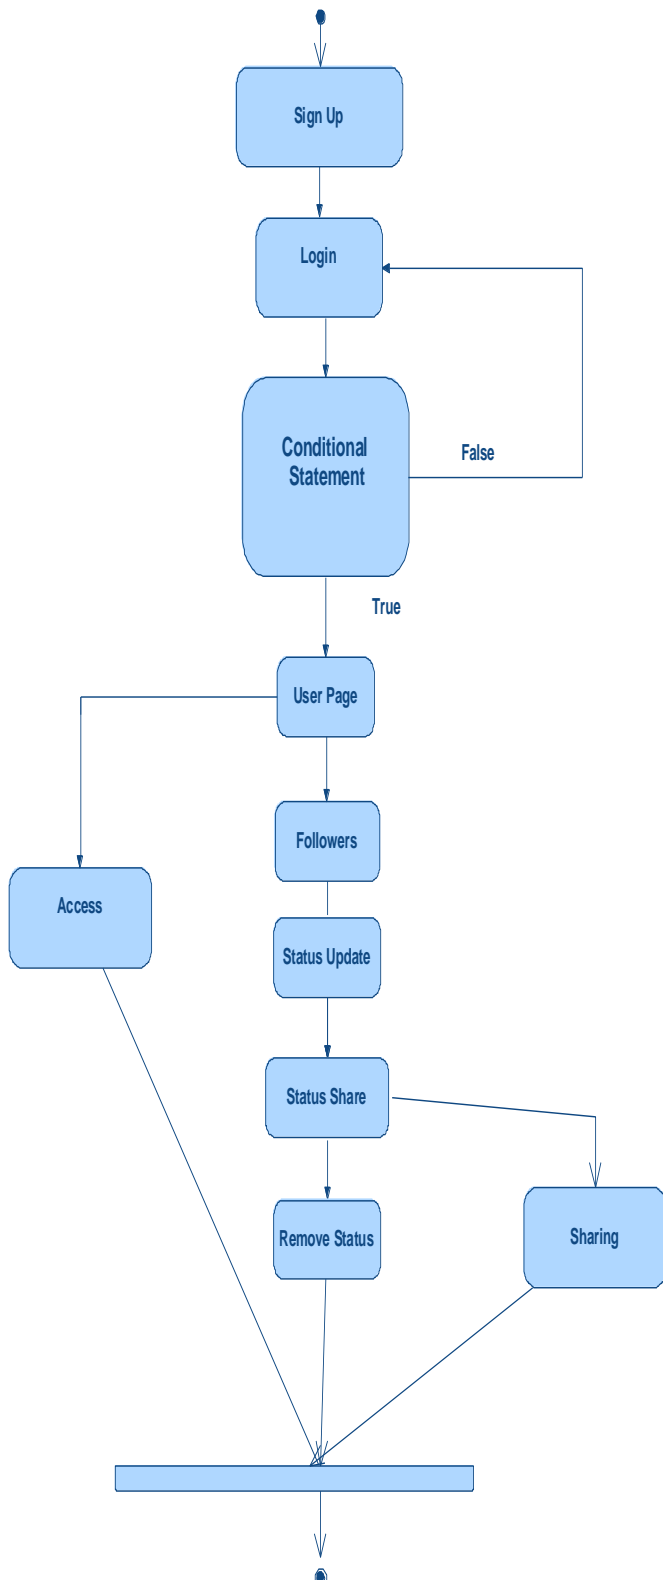 Sign Up
Login
Conditional
Statement
False
True
User Page
Followers
Access
Status Update
Status Share
Remove Status
Sharing